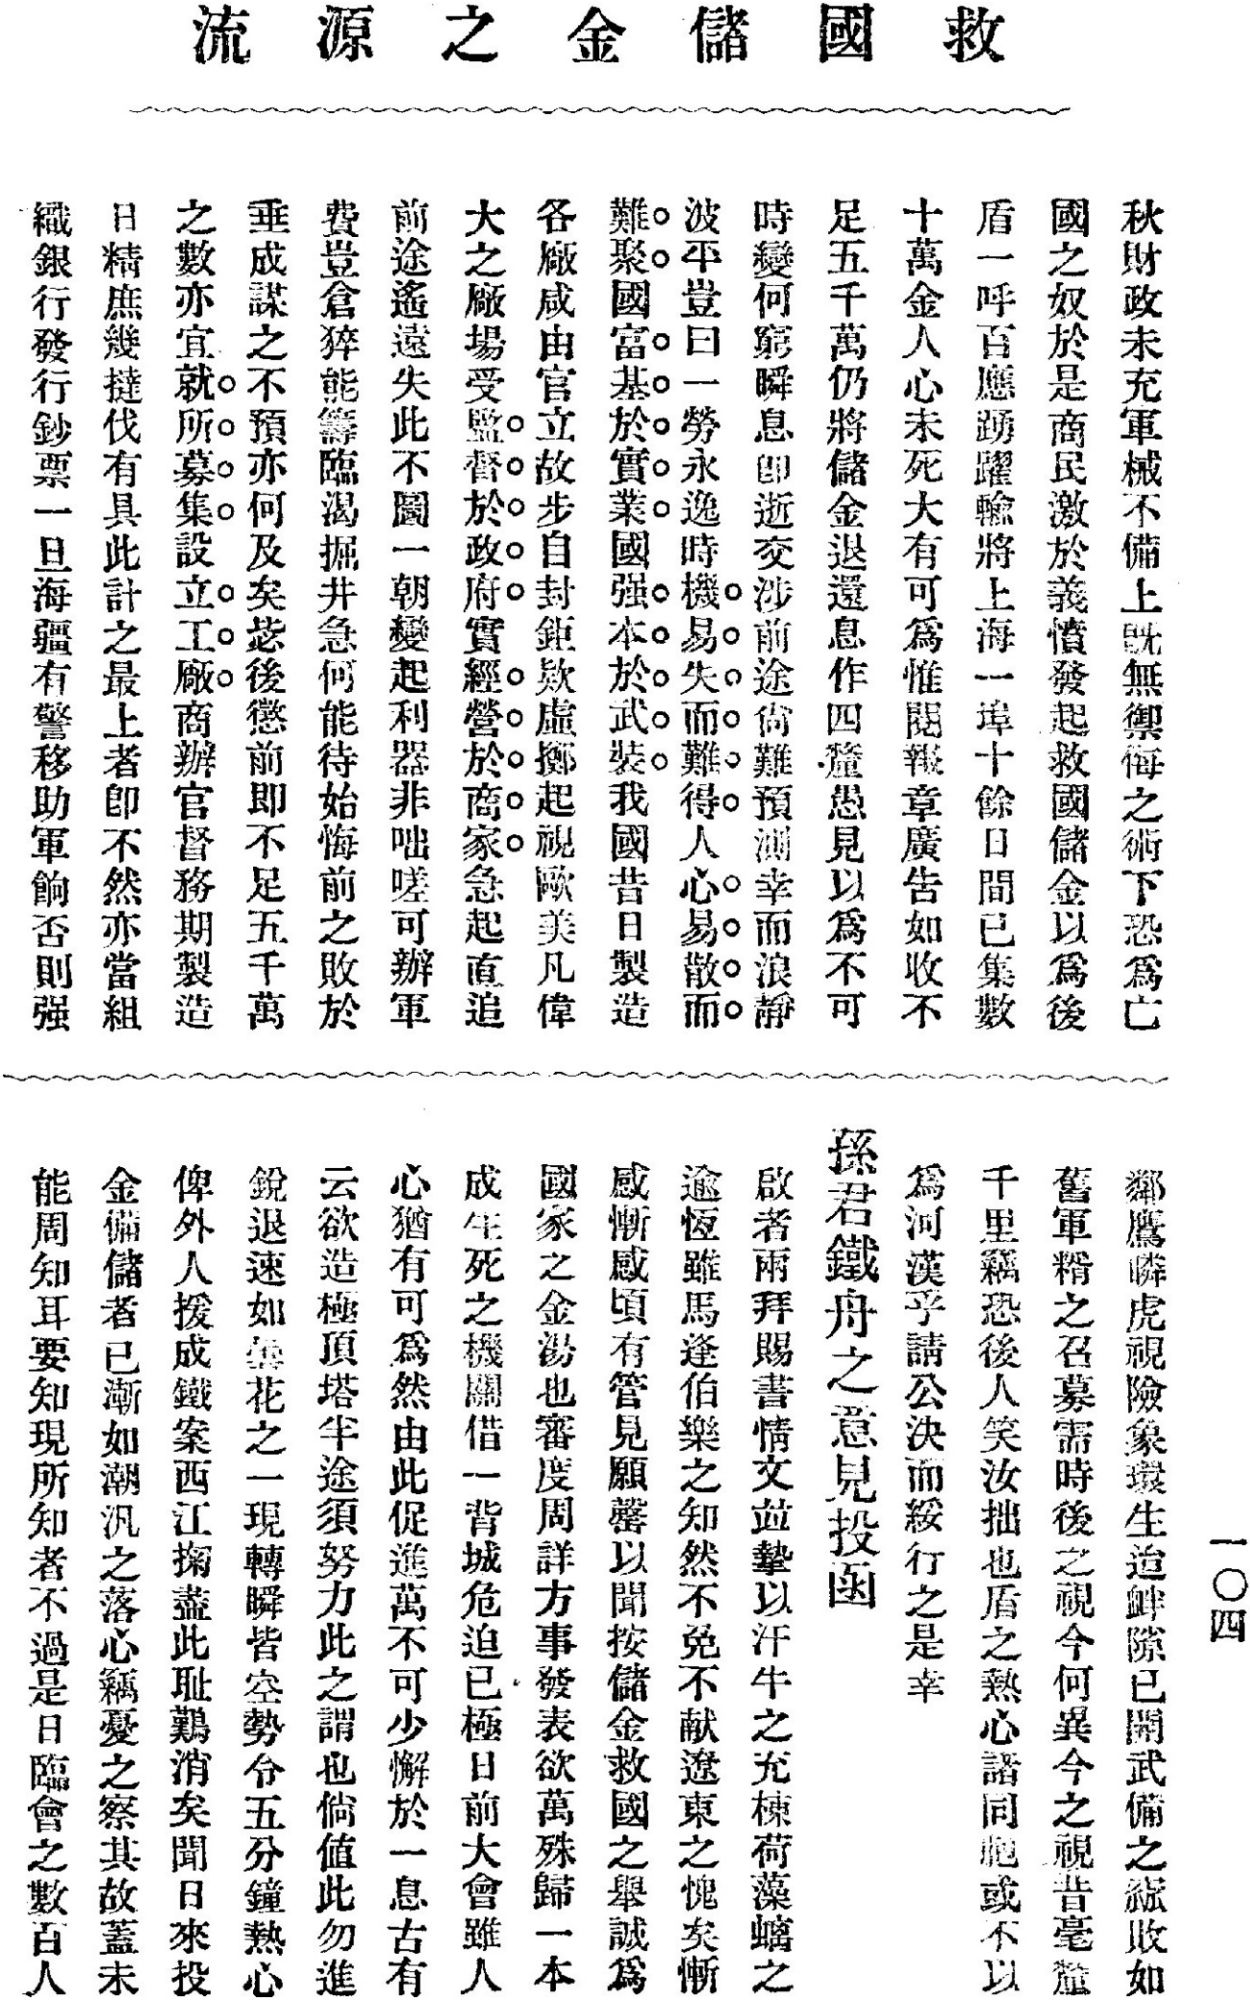 救國儲金之源流
秋財政未充軍械不備上旣無禦侮之術下恐爲亡
國之奴於是商民激於義憤發起救國儲金以爲後
盾一呼百應踴躍輸將上海一埠十餘日間已集數
十萬金人心未死大有可爲惟閱報章廣告如收不
足五千萬仍將儲金退還息作四釐愚見以爲不可
時變何窮瞬息卽逝交涉前途尙難預測幸而浪靜
波平豈曰一勞永逸時機易失而難得人心易散而
難聚國富基於實業國强本於武裝我國昔日製造
各廠咸由官立故步自封鉅欵虛擲起視歐美凡偉
大之廠場受監督於政府實經營於商家急起直追
前途遙遠失此不圖一朝變起利器非咄嗟可辦軍
費豈倉猝能籌臨渴掘井急何能待始悔前之敗於
垂成謀之不預亦何及矣毖後懲前即不足五千萬
之數亦宜就所募集設立工廠商辦官督務期製造
日精庶幾撻伐有具此計之最上者卽不然亦當組
織銀行發行鈔票一旦海疆有警移助軍餉否則强
鄰鷹瞵虎視險象環生造衅隙已開武備之窳敗如
舊軍糈之召募需時後之視今何異今之視昔毫釐
千里竊恐後人笑汝拙也盾之熱心諸同胞或不以
爲河漢乎請公決而綏行之是幸
孫君鐵舟之意見投函
啟者兩拜賜書情文竝摯以汗牛之充棟荷藻螭之
逾恆雖馬逢伯樂之知然不免不献遼東之愧矣慚
感慚感頃有管見願罄以聞按儲金救國之舉誠爲
國家之金湯也審度周詳方事發表欲萬殊歸一本
成生死之機關借一背城危迫已極日前大會雖人
心猶有可爲然由此促進萬不可少懈於一息古有
云欲造極頂塔半途須努力此之謂也倘值此勿進
銳退速如曇花之一現轉瞬皆空勢令五分鐘熱心
俾外人援成鐵案西江掬盡此耻難消矣聞日來投
金備儲者已漸如潮汛之落心竊憂之察其故蓋未
能周知耳要知現所知者不過是日臨會之數百人
一〇四